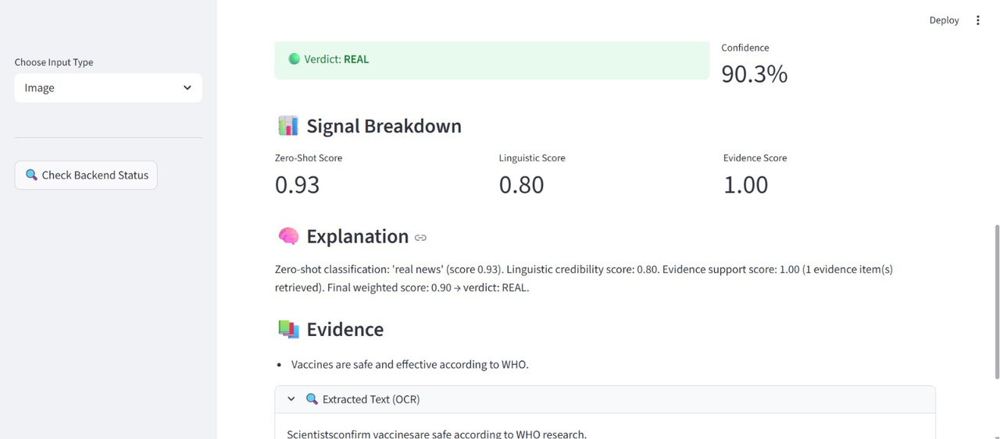 Deploy
Choose Input Type
Image
Check Backend Status
Verdict: REAL
Confidence
90.3%
Signal Breakdown
Zero-Shot Score
0.93
Linguistic Score
0.80
Evidence Score
1.00
Explanation
Zero-shot classification: 'real news' (score 0.93). Linguistic credibility score: 0.80. Evidence support score: 1.00 (1 evidence item(s)
retrieved). Final weighted score: 0.90 → verdict: REAL.
Evidence
• Vaccines are safe and effective according to WHO.
Extracted Text (OCR)
Scientistsconfirm vaccinesare safe according to WHO research.